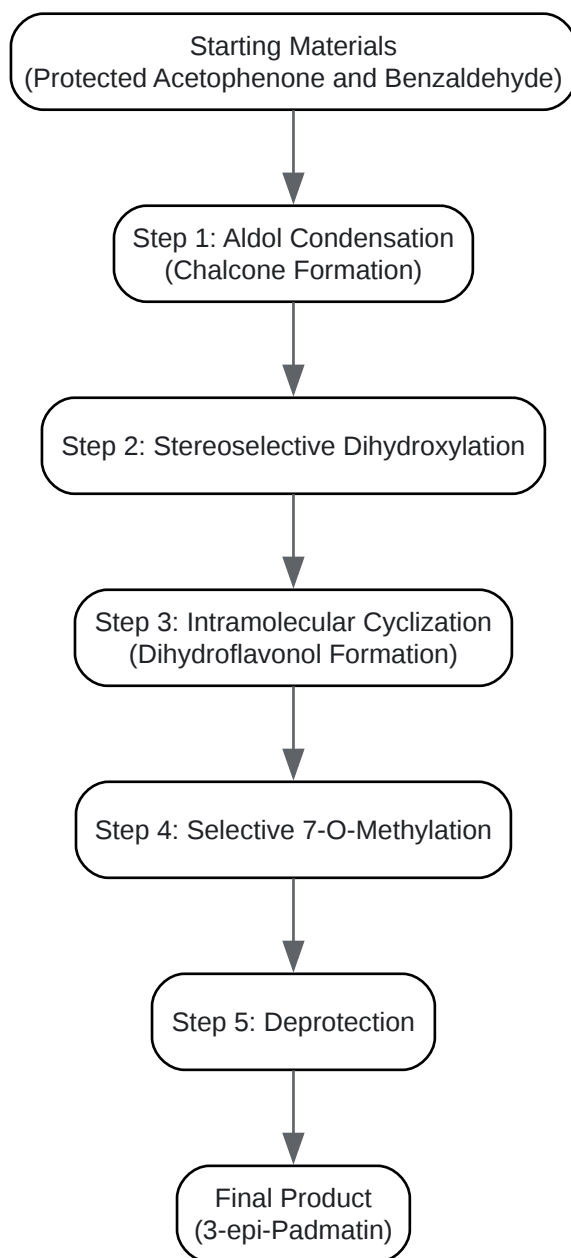 Starting Materials
(Protected Acetophenone and Benzaldehyde)
Step 1: Aldol Condensation
(Chalcone Formation)
Step 2: Stereoselective Dihydroxylation
Step 3: Intramolecular Cyclization
(Dihydroflavonol Formation)
Step 4: Selective 7-O-Methylation
Step 5: Deprotection
Final Product
(3-epi-Padmatin)